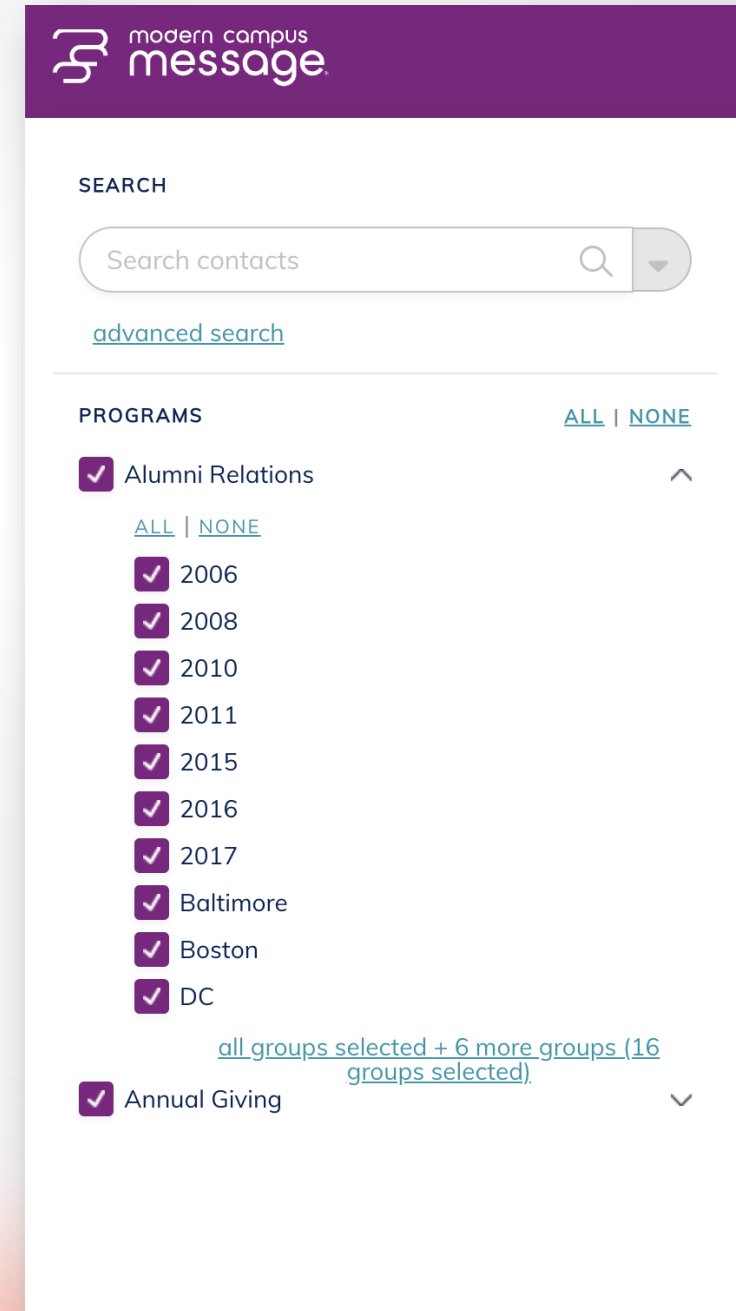 modern campus
message
SEARCH
Search contacts
advanced search
PROGRAMS ALL | NONE
Alumni Relations
ALL | NONE
2006
2008
2010
2011
2015
2016
2017
Baltimore
Boston
DC
all groups selected + 6 more groups (16
groups selected)
Annual Giving